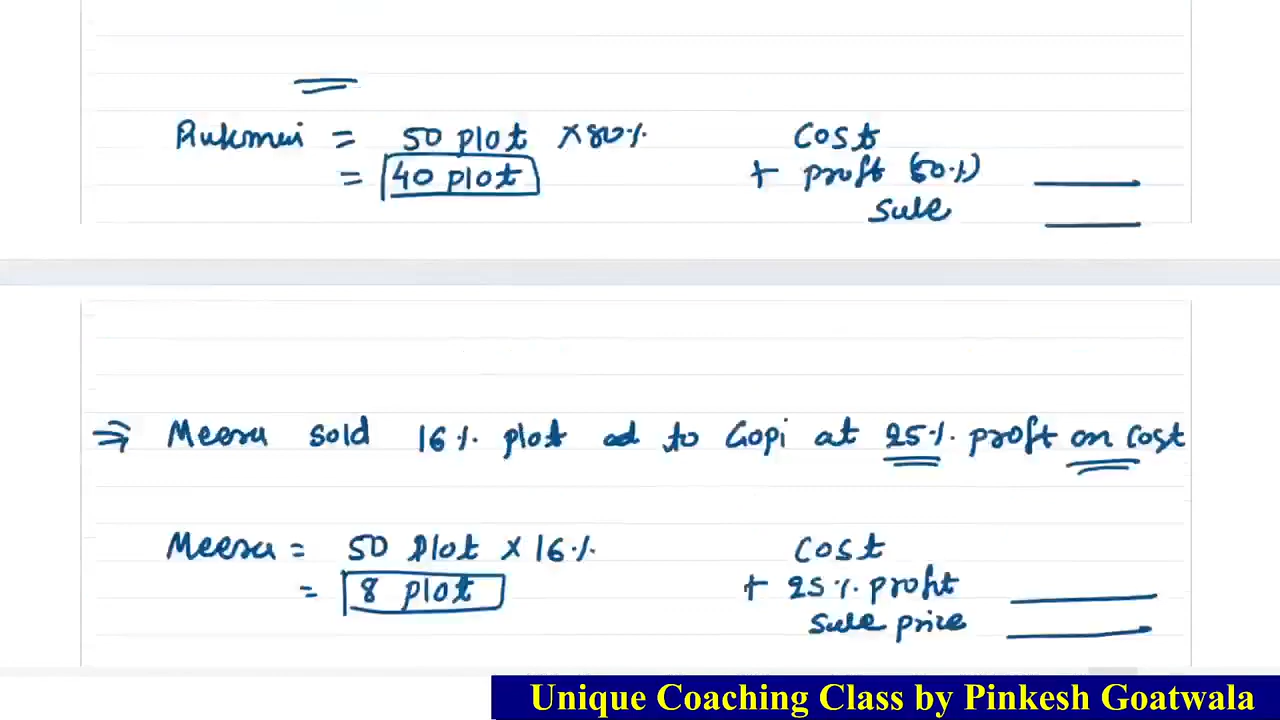 Rukmni = 50 plot × 80%
= 40 plot
Cost
+ profit (50%)
Sale
⇒ Meera sold 16% plot to Gopi at 25% profit on cost
Meera = 50 Plot × 16%
= 8 plot
Cost
+ 25% profit
Sale price
Unique Coaching Class by Pinkesh Goatwala